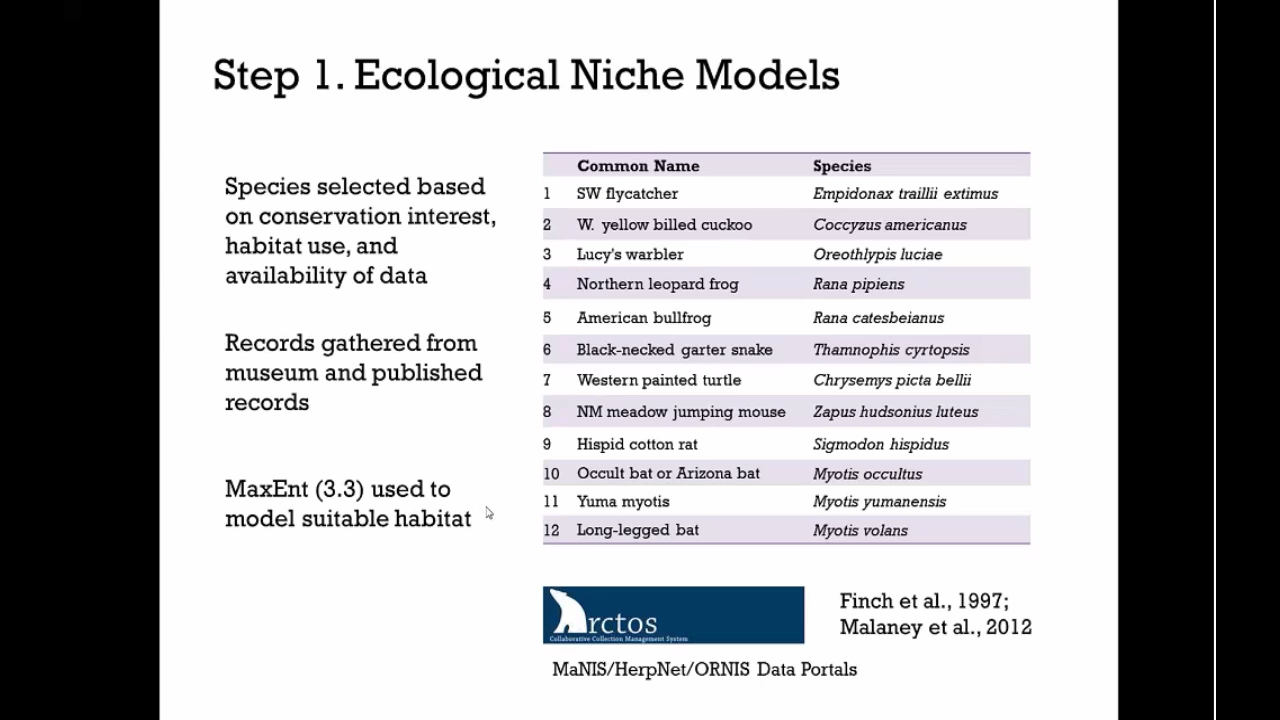 Step 1. Ecological Niche Models
Species selected based
on conservation interest,
habitat use, and
availability of data
Records gathered from
museum and published
records
MaxEnt (3.3) used to
model suitable habitat
Common Name Species
1 SW flycatcher Empidonax traillii extimus
2 W. yellow billed cuckoo Coccyzus americanus
3 Lucy's warbler Oreothlypis luciae
4 Northern leopard frog Rana pipiens
5 American bullfrog Rana catesbeianus
6 Black-necked garter snake Thamnophis cyrtopsis
7 Western painted turtle Chrysemys picta bellii
8 NM meadow jumping mouse Zapus hudsonius luteus
9 Hispid cotton rat Sigmodon hispidus
10 Occult bat or Arizona bat Myotis occultus
11 Yuma myotis Myotis yumanensis
12 Long-legged bat Myotis volans
Arctos
Collaborative Collection Management System
Finch et al., 1997;
Malaney et al., 2012
MaNIS/HerpNet/ORNIS Data Portals